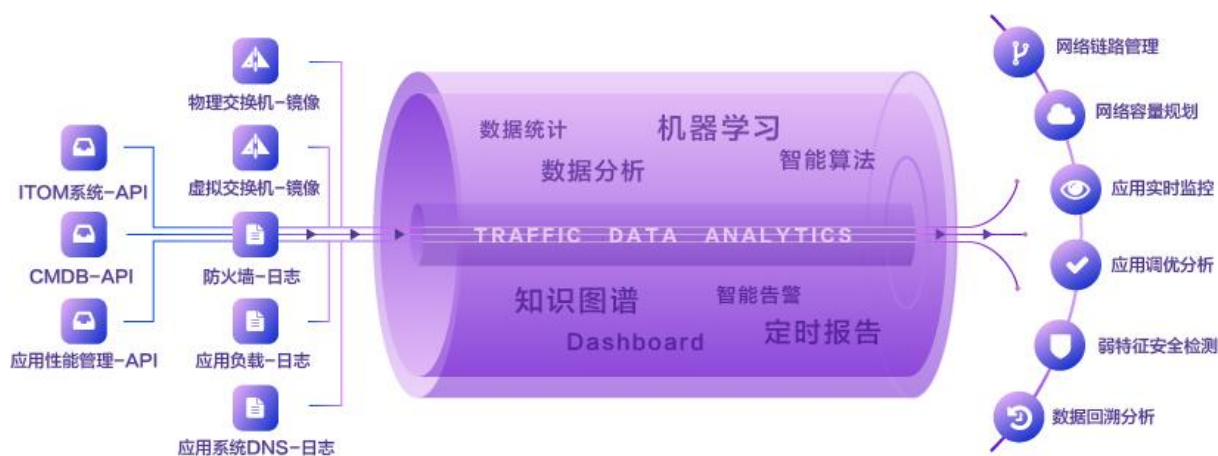 ITOM系统-API
CMDB-API
应用性能管理-API
物理交换机-镜像
虚拟交换机-镜像
防火墙-日志
应用负载-日志
应用系统DNS-日志
数据统计
机器学习
数据分析
智能算法
TRAFFIC DATA ANALYTICS
知识图谱
智能告警
Dashboard
定时报告
网络链路管理
网络容量规划
应用实时监控
应用调优分析
弱特征安全检测
数据回溯分析